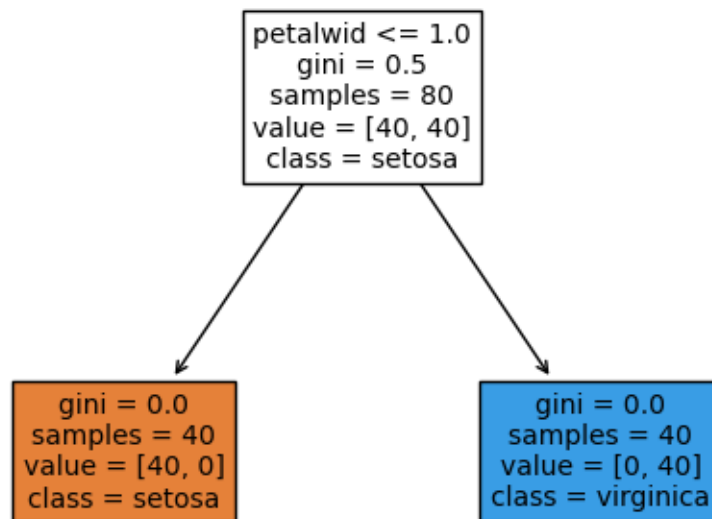 petalwid <= 1.0
gini = 0.5
samples = 80
value = [40, 40]
class = setosa
gini = 0.0
samples = 40
value = [40, 0]
class = setosa
gini = 0.0
samples = 40
value = [0, 40]
class = virginica